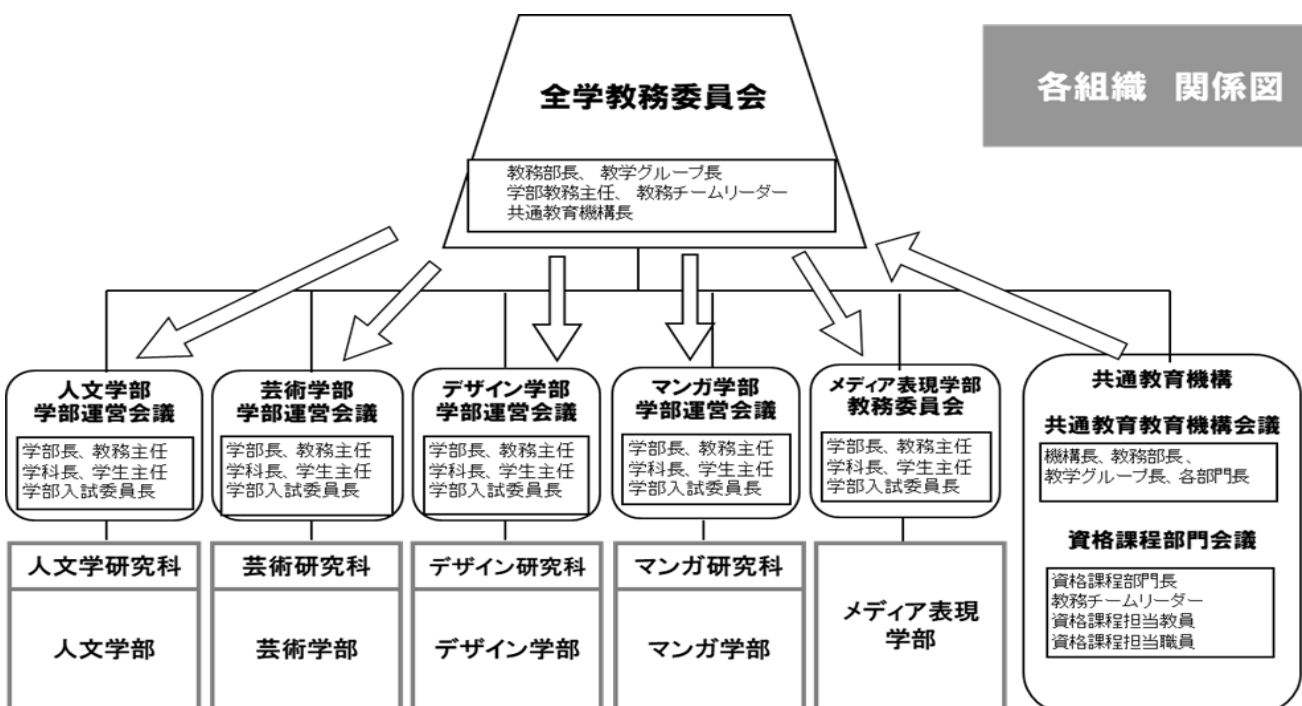 各組織 関係図
全学教務委員会
教務部長、 教学グループ長
学部教務主任、 教務チームリーダー
共通教育機構長
人文学部
学部運営会議
学部長、教務主任
学科長、学生主任
学部入試委員長
芸術学部
学部運営会議
学部長、教務主任
学科長、学生主任
学部入試委員長
デザイン学部
学部運営会議
学部長、教務主任
学科長、学生主任
学部入試委員長
マンガ学部
学部運営会議
学部長、教務主任
学科長、学生主任
学部入試委員長
メディア表現学部
教務委員会
学部長、教務主任
学科長、学生主任
学部入試委員長
共通教育機構
共通教育教育機構会議
機構長、教務部長、
教学グループ長、各部門長
資格課程部門会議
資格課程部門長
教務チームリーダー
資格課程担当教員
資格課程担当職員
人文学研究科
人文学部
芸術研究科
芸術学部
デザイン研究科
デザイン学部
マンガ研究科
マンガ学部
メディア表現
学部